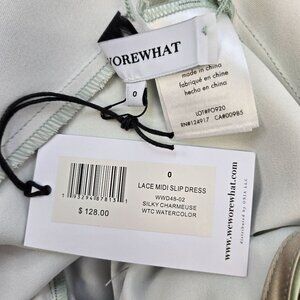 WEWOREWHAT
0
made in china
fabriqué en chine
hecho en china
LOT#PO920
RN#124917 CA#00985
0
LACE MIDI SLIP DRESS
WWD48-02
SILKY CHARMEUSE
WTC WATERCOLOR
$ 128.00
www.weworewhat.com